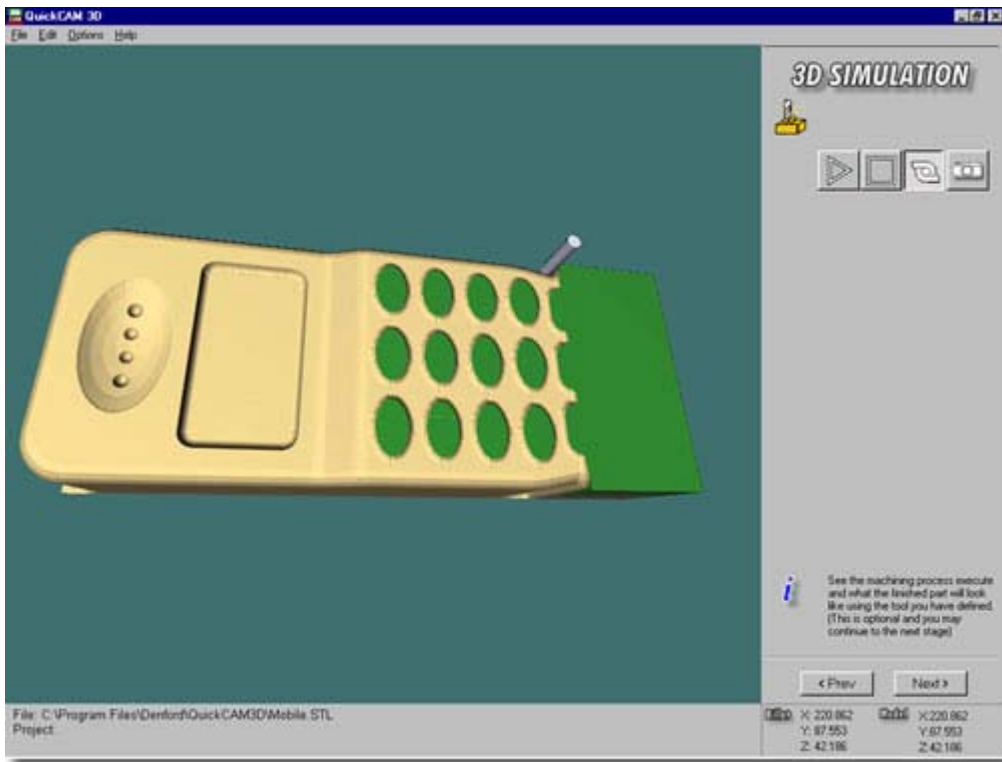 QuickCAM 3D
File Edit Options Help
3D SIMULATION
See the machining process execute
and what the finished part will look
like using the tool you have defined.
(This is optional and you may
continue to the next stage)
< Prev Next >
File: C:\Program Files\Denford\QuickCAM3D\Mobile.STL
Project:
X: 220.862 X:220.862
Y: 87.553 Y:87.553
Z: 42.186 Z:42.186